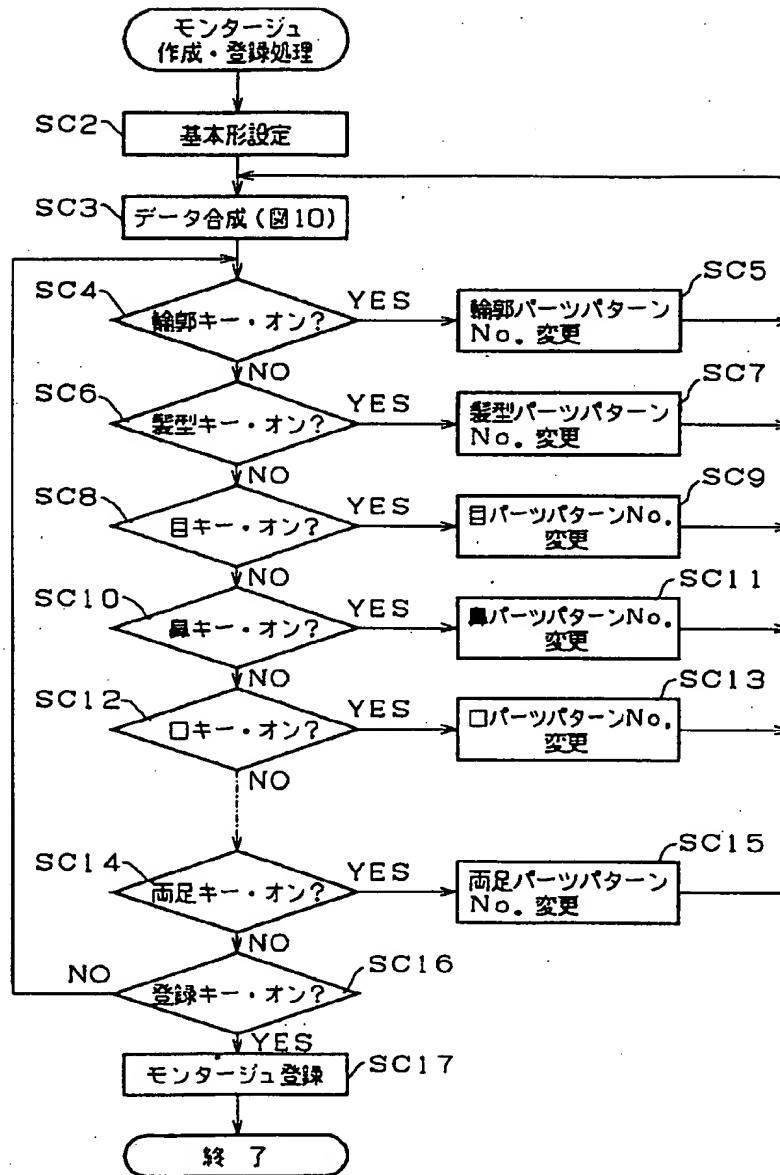 モンタージュ
作成・登録処理
SC2
基本形設定
SC3
データ合成(図10)
SC4
輪郭キー・オン?
YES
SC5
輪郭パーツパターン
No. 変更
NO
SC6
髪型キー・オン?
YES
SC7
髪型パーツパターン
No. 変更
NO
SC8
目キー・オン?
YES
SC9
目パーツパターンNo.
変更
NO
SC10
鼻キー・オン?
YES
SC11
鼻パーツパターンNo.
変更
NO
SC12
口キー・オン?
YES
SC13
口パーツパターンNo.
変更
NO
SC14
両足キー・オン?
YES
SC15
両足パーツパターン
No. 変更
NO
SC16
登録キー・オン?
NO
YES
SC17
モンタージュ登録
終 了